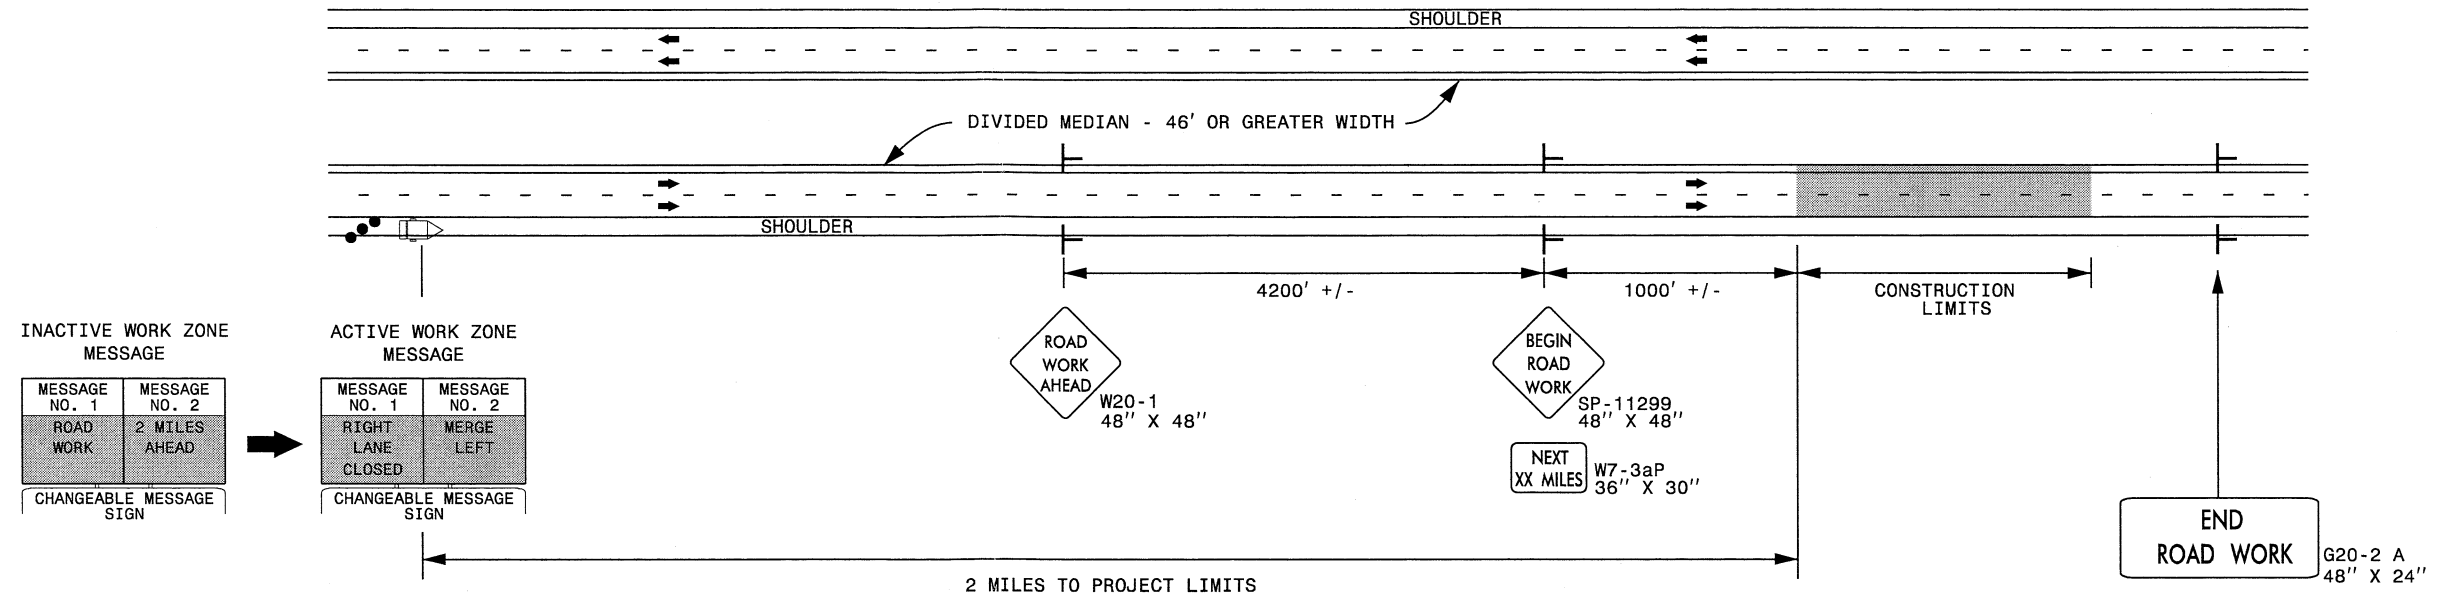 SHOULDER
DIVIDED MEDIAN - 46' OR GREATER WIDTH
SHOULDER
4200' +/-
1000' +/-
CONSTRUCTION
LIMITS
INACTIVE WORK ZONE
MESSAGE
MESSAGE
NO. 1
MESSAGE
NO. 2
ROAD
WORK
2 MILES
AHEAD
CHANGEABLE MESSAGE
SIGN
ACTIVE WORK ZONE
MESSAGE
MESSAGE
NO. 1
MESSAGE
NO. 2
RIGHT
LANE
CLOSED
MERGE
LEFT
CHANGEABLE MESSAGE
SIGN
ROAD
WORK
AHEAD
W20-1
48" X 48"
BEGIN
ROAD
WORK
SP-11299
48" X 48"
NEXT
XX MILES
W7-3aP
36" X 30"
END
ROAD WORK
G20-2 A
48" X 24"
2 MILES TO PROJECT LIMITS